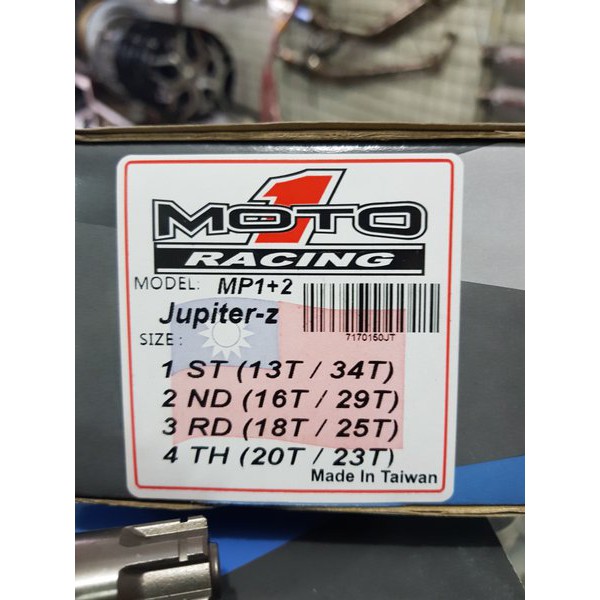 MOTO 1
RACING
MODEL: MP1+2
Jupiter-z
7170150JT
SIZE :
1 ST (13T / 34T)
2 ND (16T / 29T)
3 RD (18T / 25T)
4 TH (20T / 23T)
Made In Taiwan